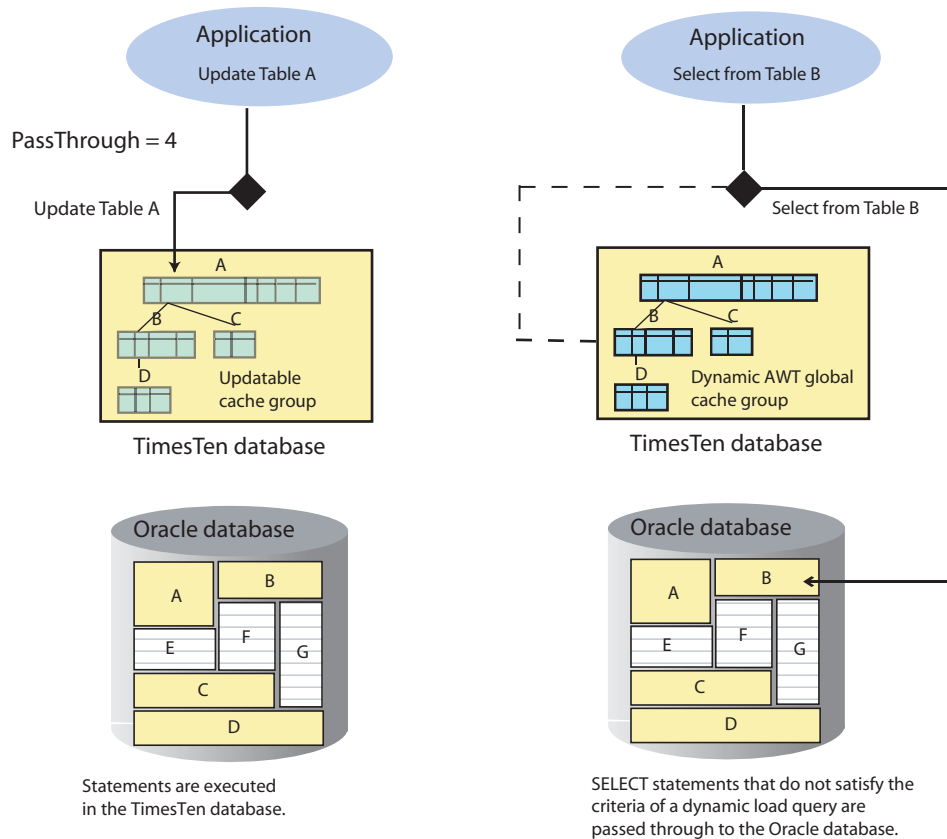 Application
Update Table A
PassThrough = 4
Update Table A
A
B
C
D
Updatable
cache group
TimesTen database
Oracle database
A
B
E
F
G
C
D
Statements are executed
in the TimesTen database.
Application
Select from Table B
Select from Table B
A
B
C
D
Dynamic AWT global
cache group
TimesTen database
Oracle database
A
B
E
F
G
C
D
SELECT statements that do not satisfy the
criteria of a dynamic load query are
passed through to the Oracle database.